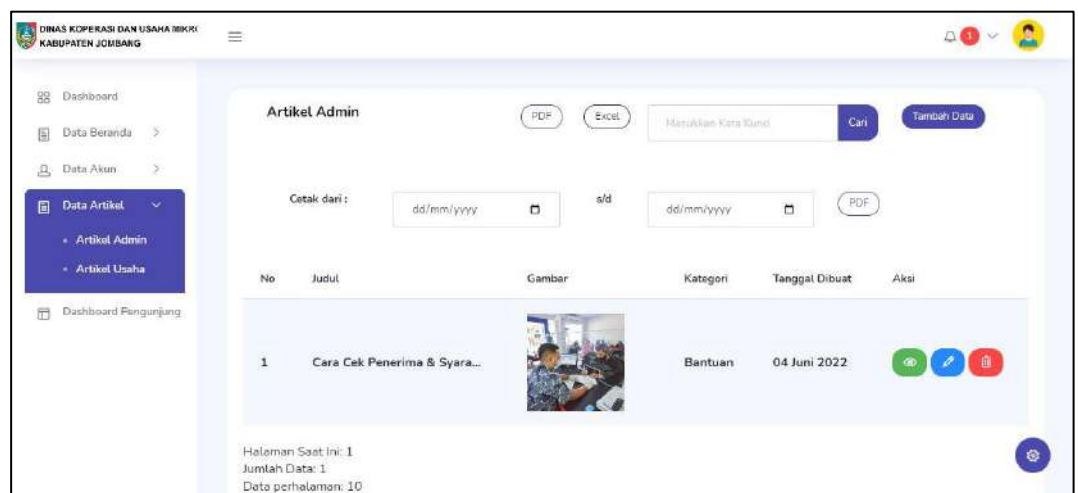 DINAS KOPERASI DAN USAHA MIKR
KABUPATEN JOMBANG
1
Dashboard
Data Beranda
Data Akun
Data Artikel
Artikel Admin
Artikel Usaha
Dashboard Pengunjung
Artikel Admin
PDF
Excel
Masukkan Kata Kunci
Cari
Tambah Data
Cetak dari :
dd/mm/yyyy
s/d
dd/mm/yyyy
PDF
No Judul Gambar Kategori Tanggal Dibuat Aksi
1 Cara Cek Penerima & Syara... Bantuan 04 Juni 2022
Halaman Saat Ini: 1
Jumlah Data: 1
Data perhalaman: 10